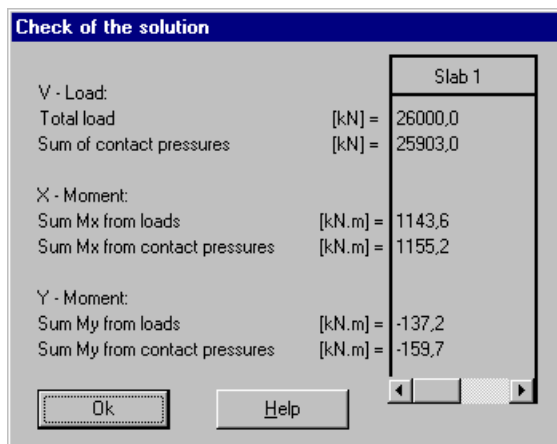 Check of the solution
Slab 1
V - Load:
Total load [kN] = 26000,0
Sum of contact pressures [kN] = 25903,0
X - Moment:
Sum Mx from loads [kN.m] = 1143,6
Sum Mx from contact pressures [kN.m] = 1155,2
Y - Moment:
Sum My from loads [kN.m] = -137,2
Sum My from contact pressures [kN.m] = -159,7
Ok Help